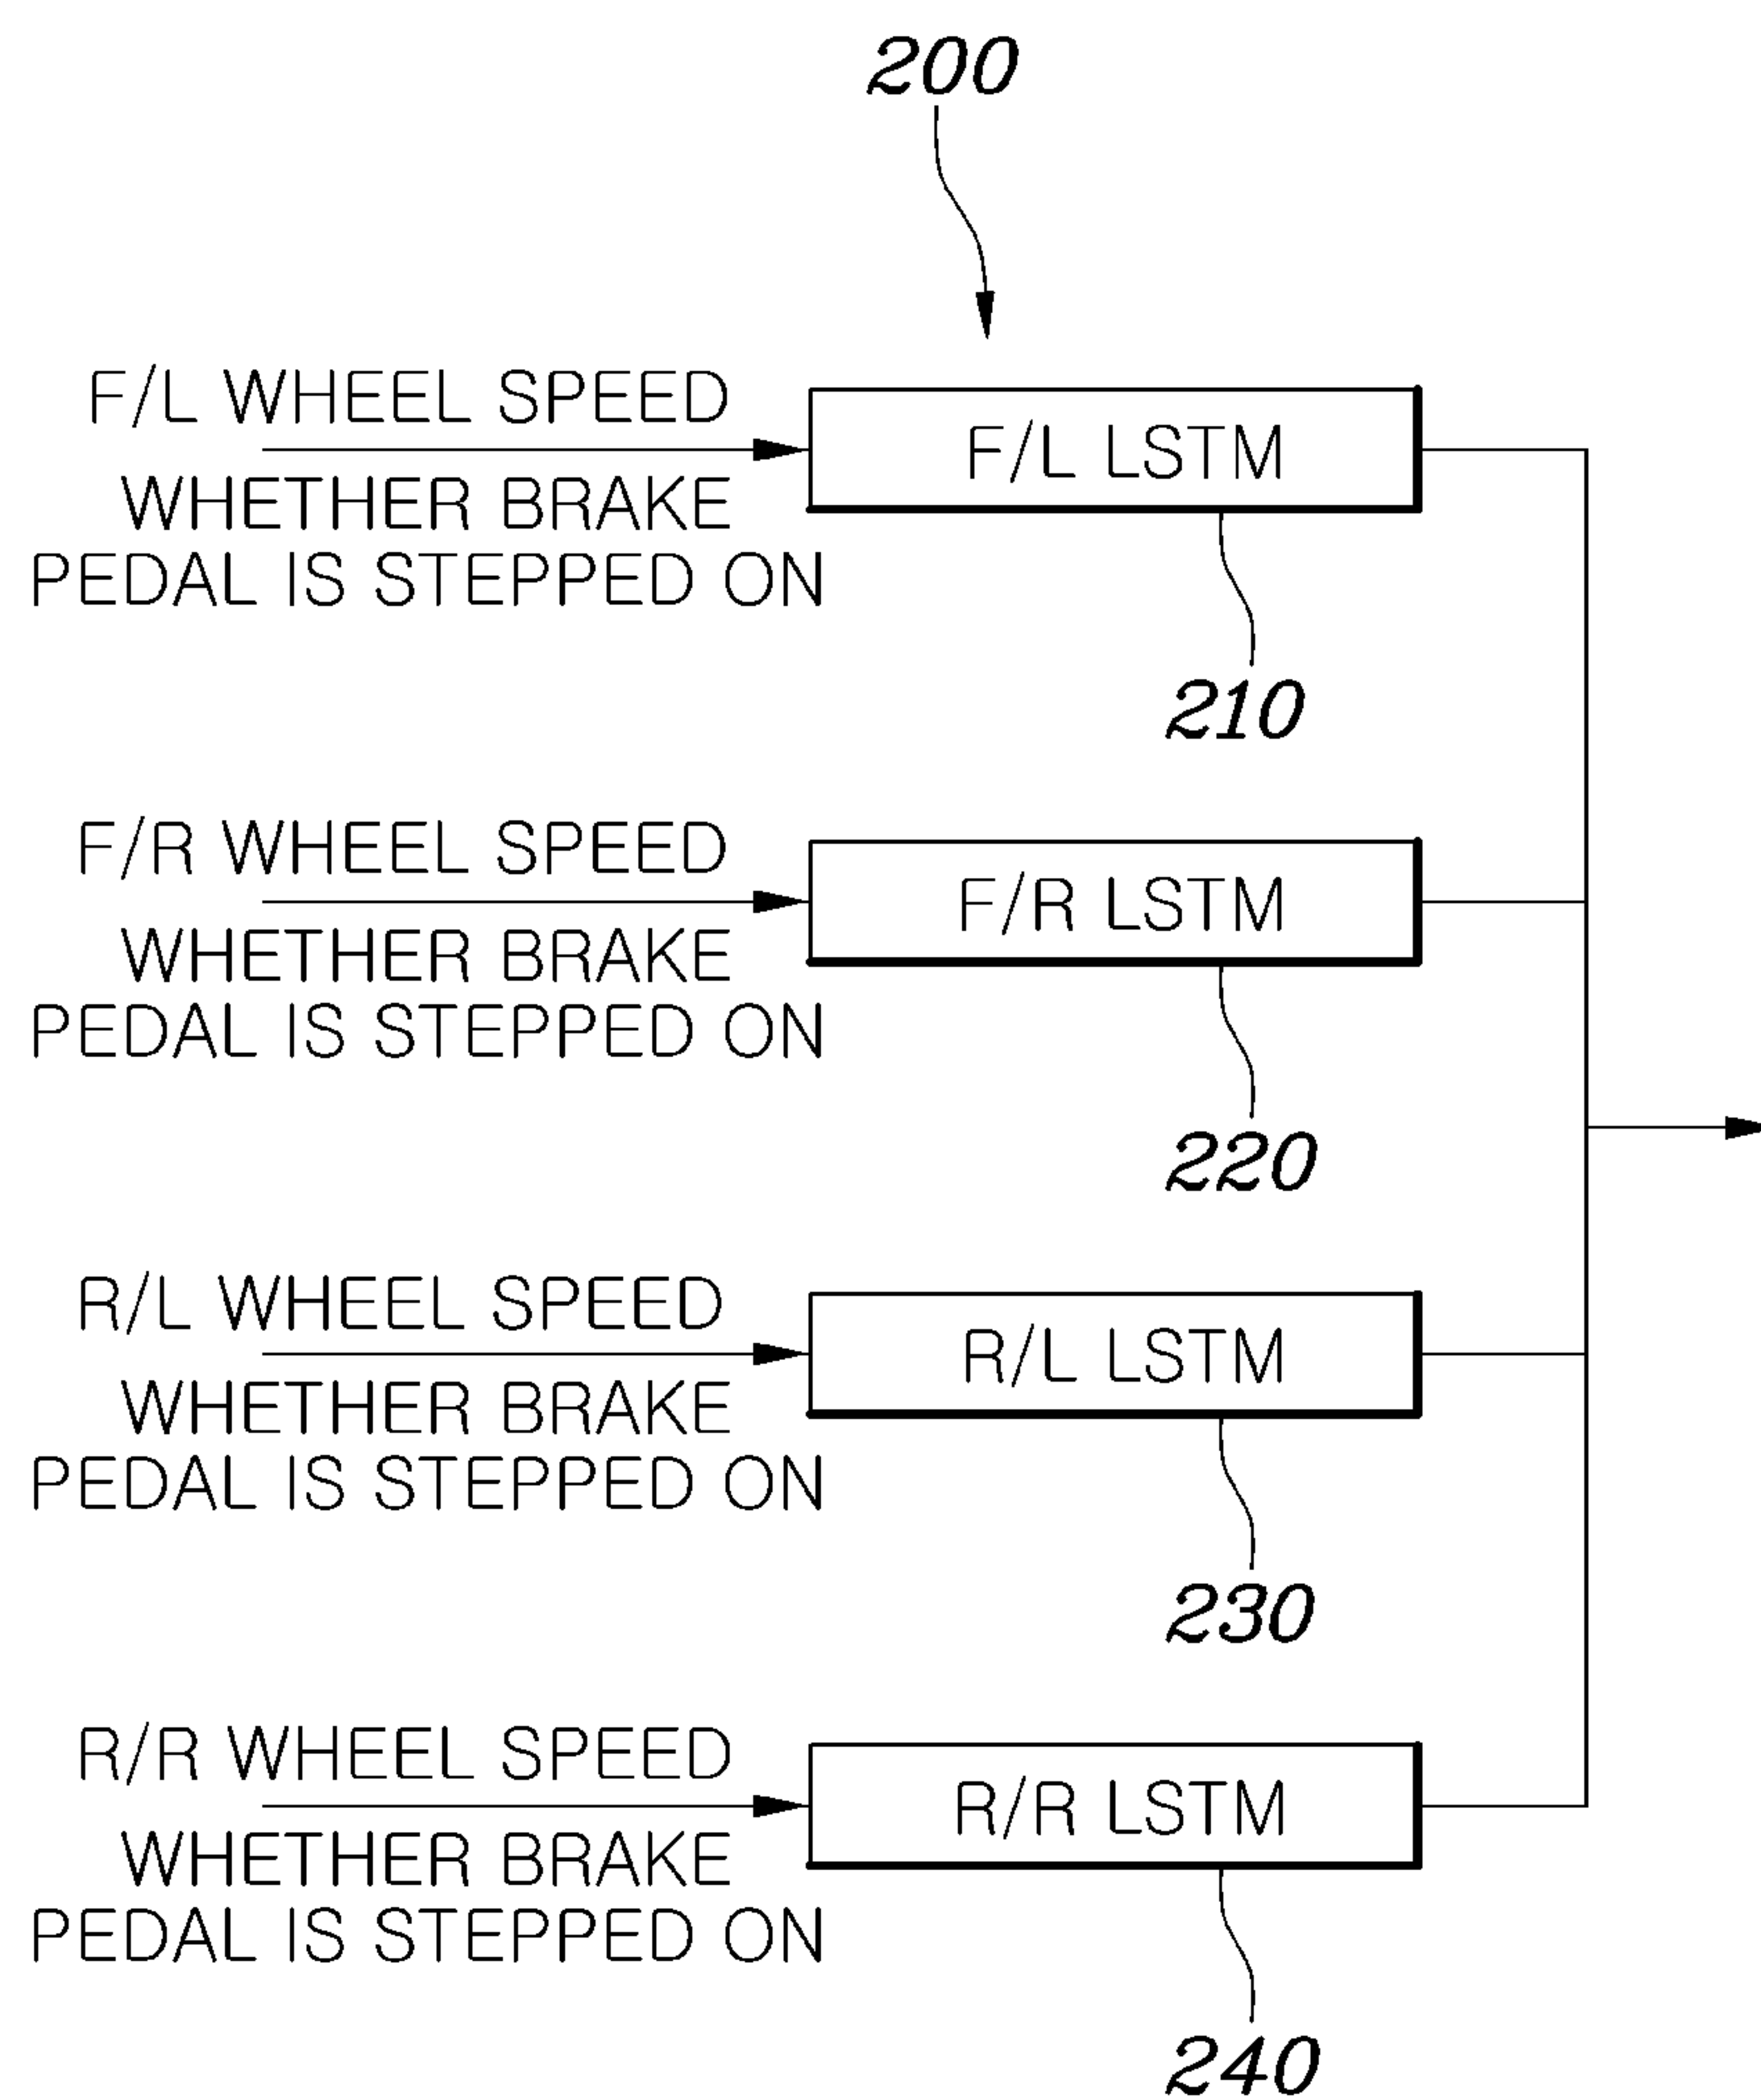 200
F/L WHEEL SPEED
F/L LSTM
WHETHER BRAKE
PEDAL IS STEPPED ON
210
F/R WHEEL SPEED
F/R LSTM
WHETHER BRAKE
PEDAL IS STEPPED ON
220
R/L WHEEL SPEED
R/L LSTM
WHETHER BRAKE
PEDAL IS STEPPED ON
230
R/R WHEEL SPEED
R/R LSTM
WHETHER BRAKE
PEDAL IS STEPPED ON
240